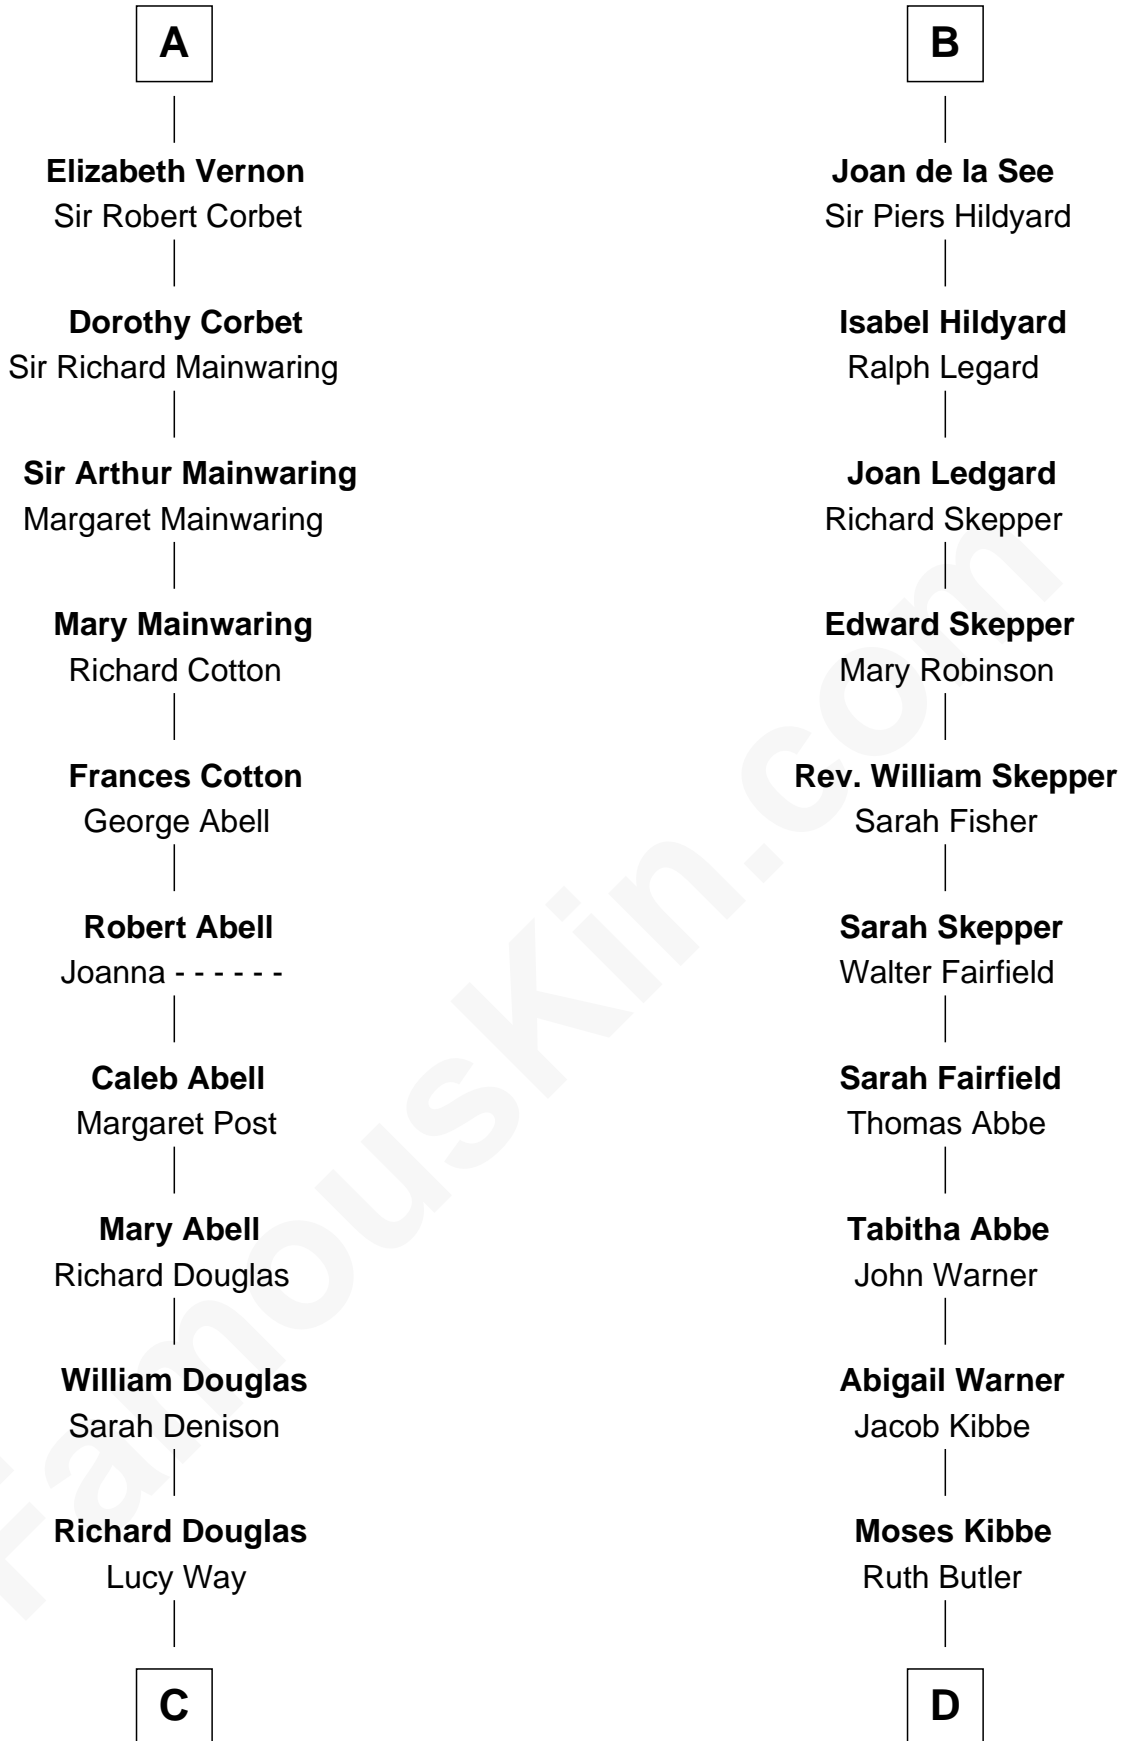 A
Elizabeth Vernon
Sir Robert Corbet
Dorothy Corbet
Sir Richard Mainwaring
Sir Arthur Mainwaring
Margaret Mainwaring
Mary Mainwaring
Richard Cotton
Frances Cotton
George Abell
Robert Abell
Joanna - - - - - -
Caleb Abell
Margaret Post
Mary Abell
Richard Douglas
William Douglas
Sarah Denison
Richard Douglas
Lucy Way
C
B
Joan de la See
Sir Piers Hildyard
Isabel Hildyard
Ralph Legard
Joan Ledgard
Richard Skepper
Edward Skepper
Mary Robinson
Rev. William Skepper
Sarah Fisher
Sarah Skepper
Walter Fairfield
Sarah Fairfield
Thomas Abbe
Tabitha Abbe
John Warner
Abigail Warner
Jacob Kibbe
Moses Kibbe
Ruth Butler
D
FamousKin.com